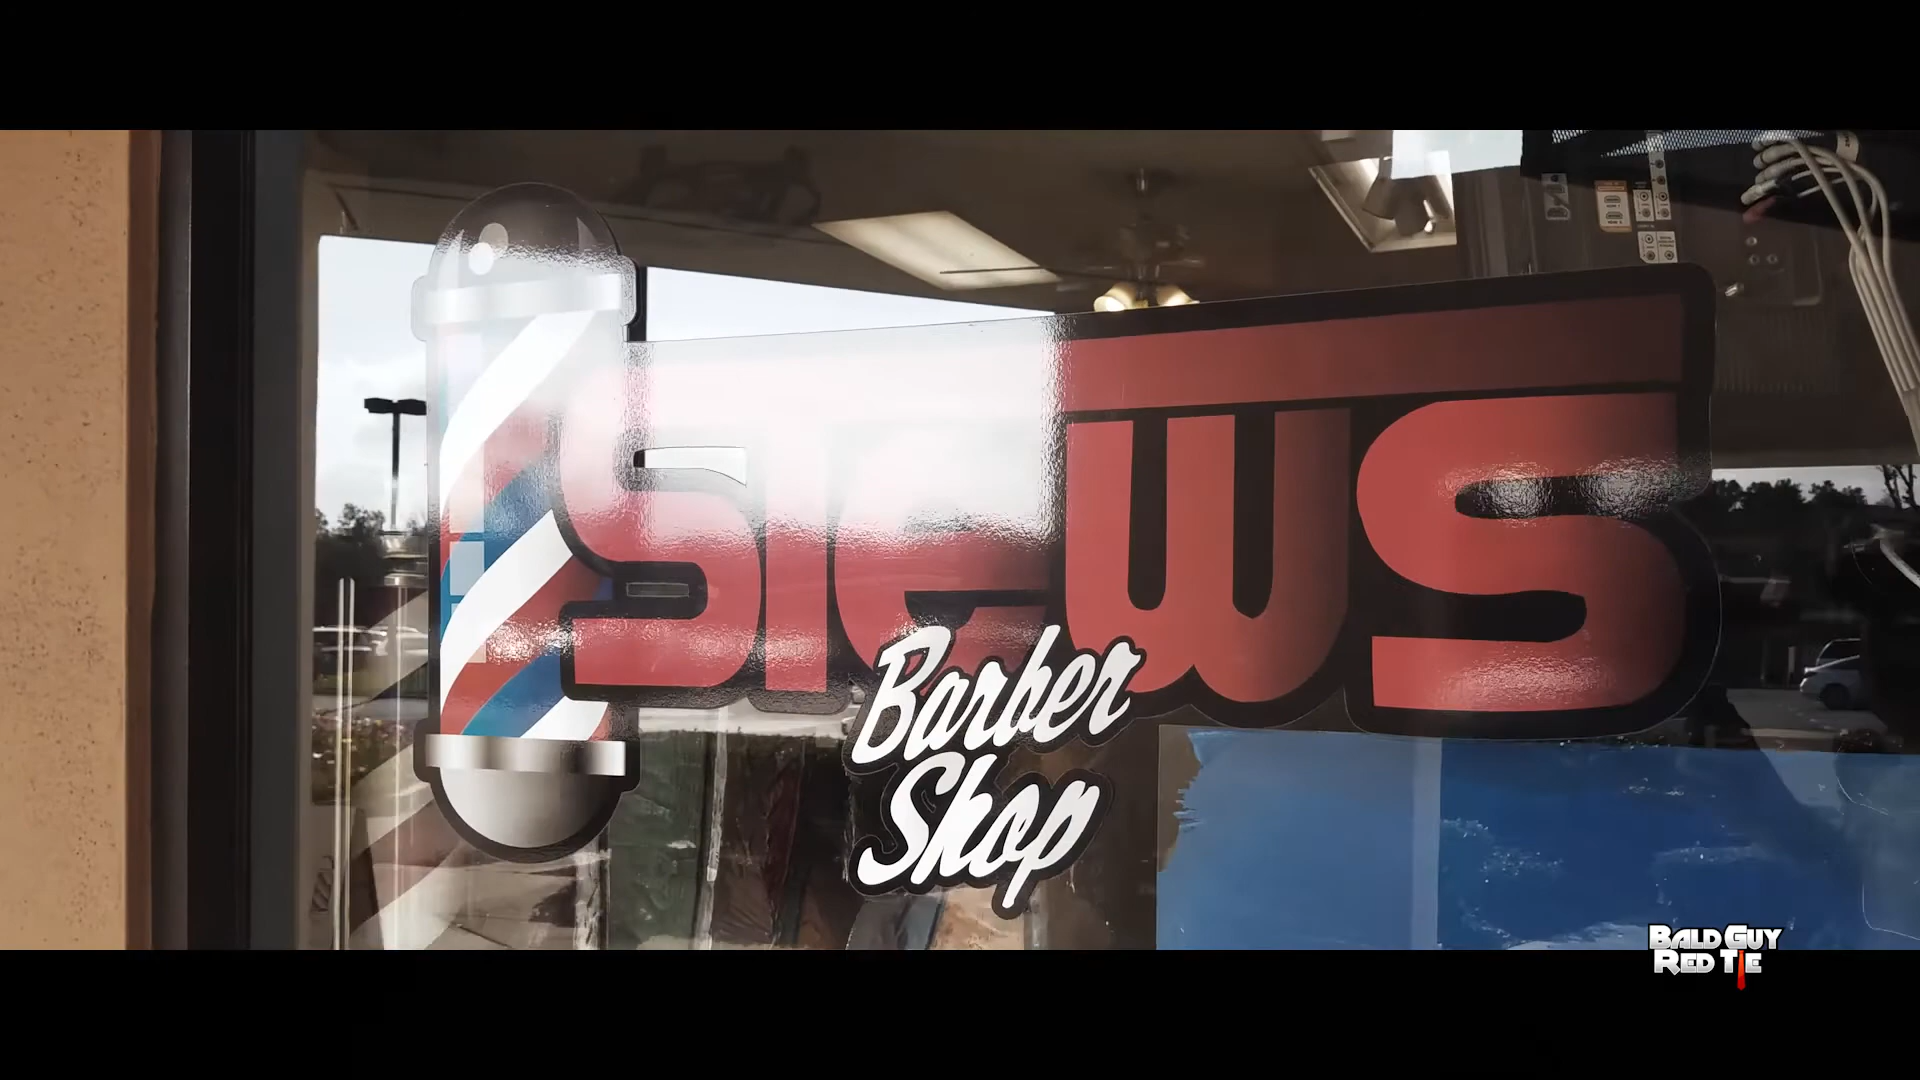 Stews
Barber
Shop
BALD GUY
RED TIE